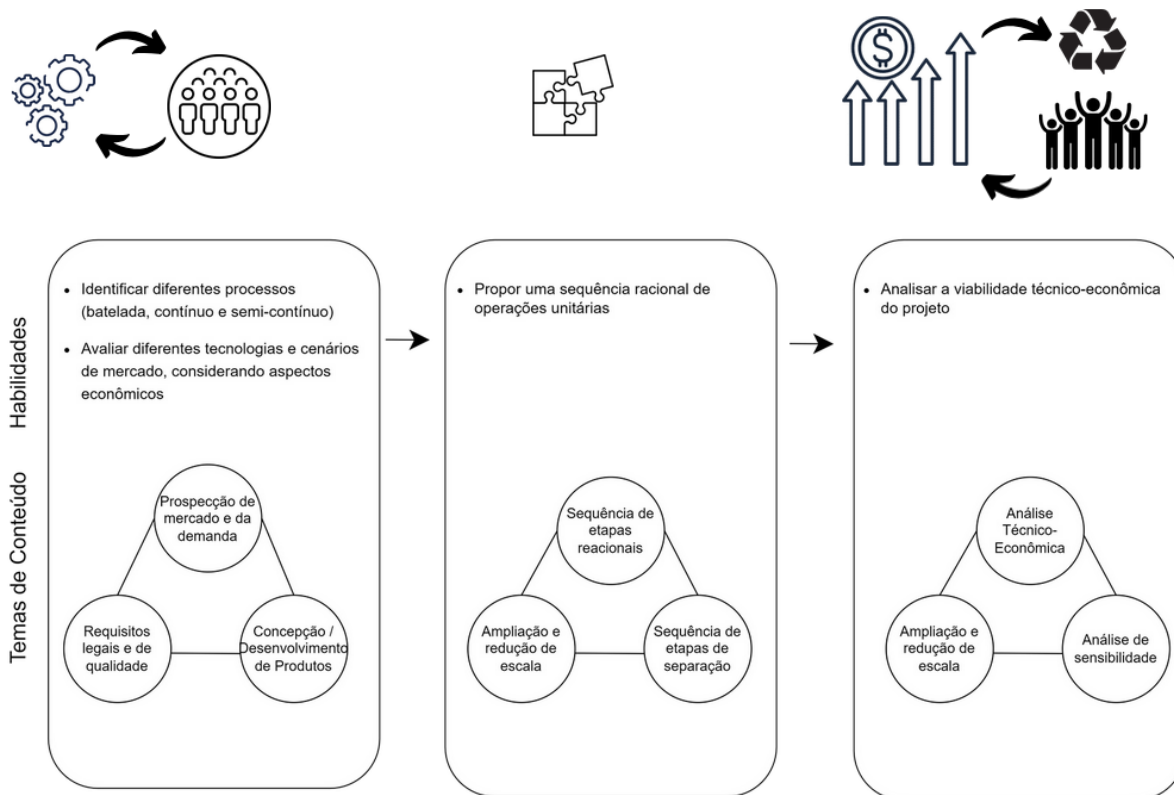 Habilidades
• Identificar diferentes processos
(batelada, contínuo e semi-contínuo)
• Avaliar diferentes tecnologias e cenários
de mercado, considerando aspectos
econômicos
• Propor uma sequência racional de
operações unitárias
• Analisar a viabilidade técnico-econômica
do projeto
Temas de Conteúdo
Prospecção de
mercado e da
demanda
Requisitos
legais e de
qualidade
Concepção /
Desenvolvimento
de Produtos
Sequência de
etapas
reacionais
Ampliação e
redução de
escala
Sequência de
etapas de
separação
Análise
Técnico-
Econômica
Ampliação e
redução de
escala
Análise de
sensibilidade